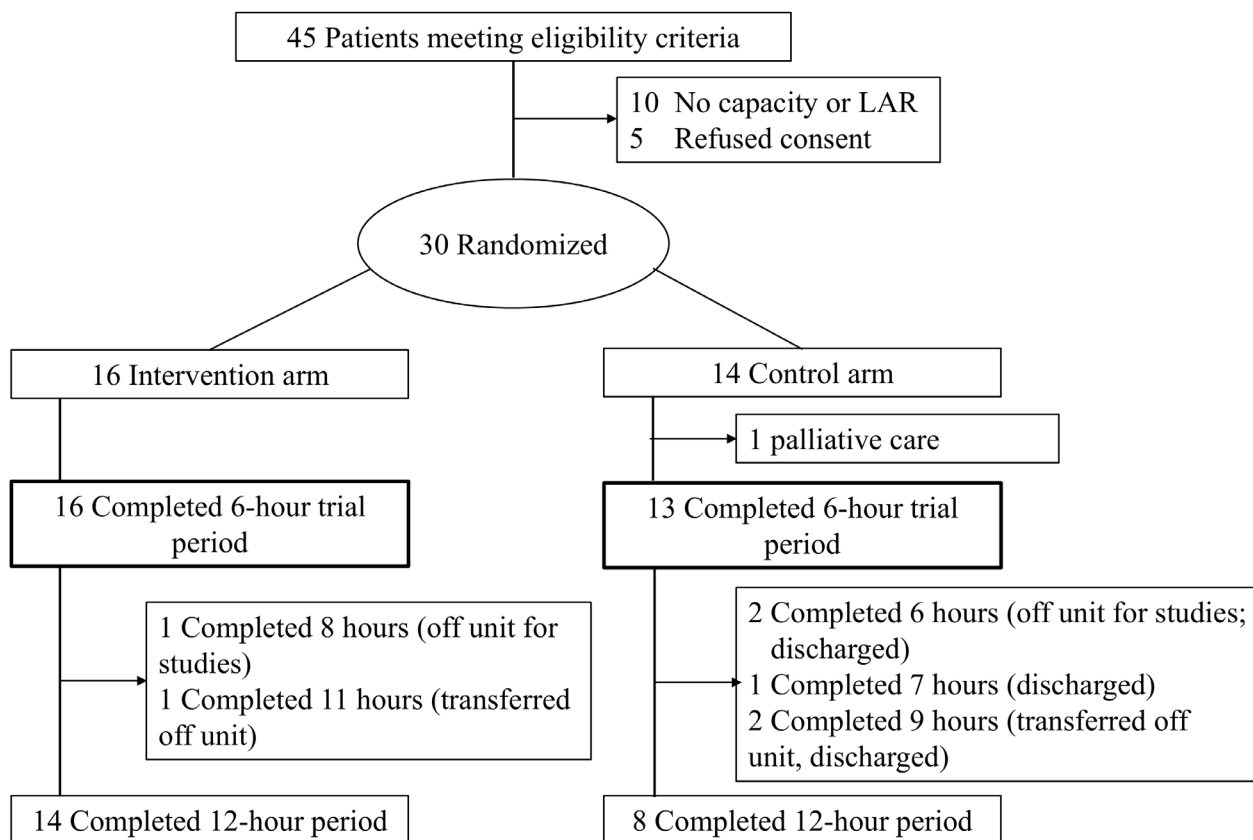 45 Patients meeting eligibility criteria
10 No capacity or LAR
5 Refused consent
30 Randomized
16 Intervention arm
14 Control arm
1 palliative care
16 Completed 6-hour trial
period
13 Completed 6-hour trial
period
1 Completed 8 hours (off unit for
studies)
1 Completed 11 hours (transferred
off unit)
2 Completed 6 hours (off unit for studies;
discharged)
1 Completed 7 hours (discharged)
2 Completed 9 hours (transferred off
unit, discharged)
14 Completed 12-hour period
8 Completed 12-hour period